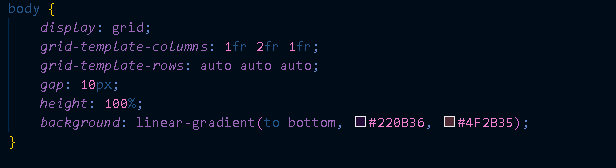 body {
display: grid;
grid-template-columns: 1fr 2fr 1fr;
grid-template-rows: auto auto auto;
gap: 10px;
height: 100%;
background: linear-gradient(to bottom, #220B36, #4F2B35);
}